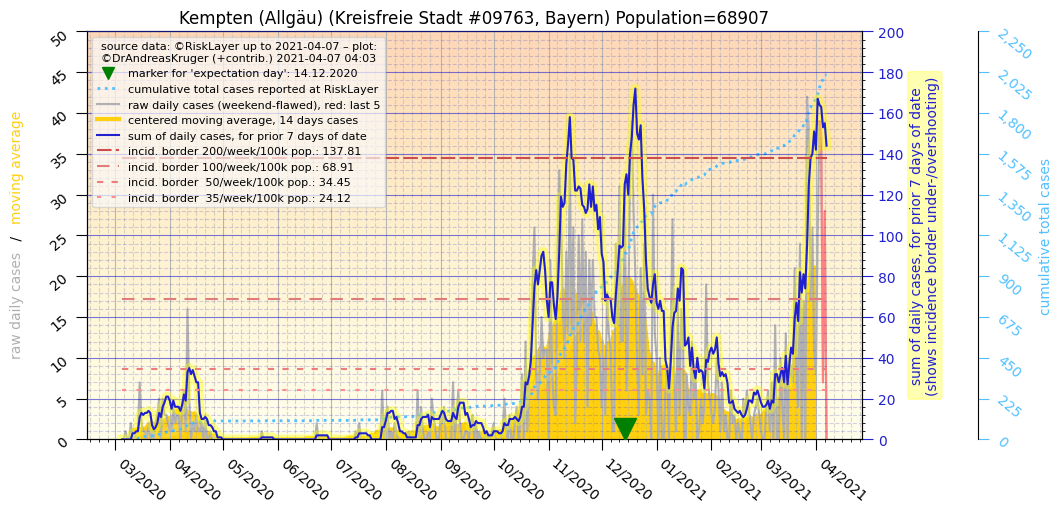 Kempten (Allgäu) (Kreisfreie Stadt #09763, Bayern) Population=68907
source data: ©RiskLayer up to 2021-04-07 – plot:
©DrAndreasKruger (+contrib.) 2021-04-07 04:03
marker for 'expectation day': 14.12.2020
cumulative total cases reported at RiskLayer
raw daily cases (weekend-flawed), red: last 5
centered moving average, 14 days cases
sum of daily cases, for prior 7 days of date
incid. border 200/week/100k pop.: 137.81
incid. border 100/week/100k pop.: 68.91
incid. border  50/week/100k pop.: 34.45
incid. border  35/week/100k pop.: 24.12
raw daily cases  /  moving average
50
45
40
35
30
25
20
15
10
5
0
03/2020
04/2020
05/2020
06/2020
07/2020
08/2020
09/2020
10/2020
11/2020
12/2020
01/2021
02/2021
03/2021
04/2021
200
180
160
140
120
100
80
60
40
20
0
sum of daily cases, for prior 7 days of date
(shows incidence border under-/overshooting)
2,250
2,025
1,800
1,575
1,350
1,125
900
675
450
225
0
cumulative total cases